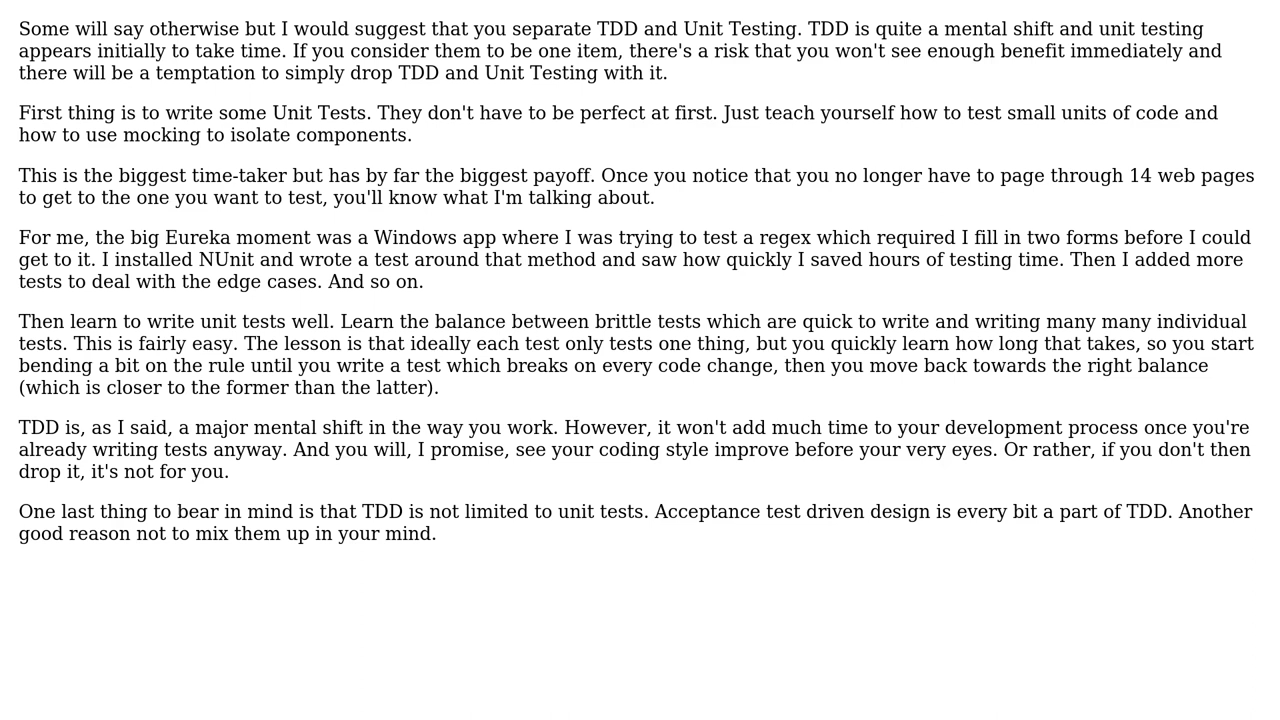 Some will say otherwise but I would suggest that you separate TDD and Unit Testing. TDD is quite a mental shift and unit testing
appears initially to take time. If you consider them to be one item, there's a risk that you won't see enough benefit immediately and
there will be a temptation to simply drop TDD and Unit Testing with it.
First thing is to write some Unit Tests. They don't have to be perfect at first. Just teach yourself how to test small units of code and
how to use mocking to isolate components.
This is the biggest time-taker but has by far the biggest payoff. Once you notice that you no longer have to page through 14 web pages
to get to the one you want to test, you'll know what I'm talking about.
For me, the big Eureka moment was a Windows app where I was trying to test a regex which required I fill in two forms before I could
get to it. I installed NUnit and wrote a test around that method and saw how quickly I saved hours of testing time. Then I added more
tests to deal with the edge cases. And so on.
Then learn to write unit tests well. Learn the balance between brittle tests which are quick to write and writing many many individual
tests. This is fairly easy. The lesson is that ideally each test only tests one thing, but you quickly learn how long that takes, so you start
bending a bit on the rule until you write a test which breaks on every code change, then you move back towards the right balance
(which is closer to the former than the latter).
TDD is, as I said, a major mental shift in the way you work. However, it won't add much time to your development process once you're
already writing tests anyway. And you will, I promise, see your coding style improve before your very eyes. Or rather, if you don't then
drop it, it's not for you.
One last thing to bear in mind is that TDD is not limited to unit tests. Acceptance test driven design is every bit a part of TDD. Another
good reason not to mix them up in your mind.